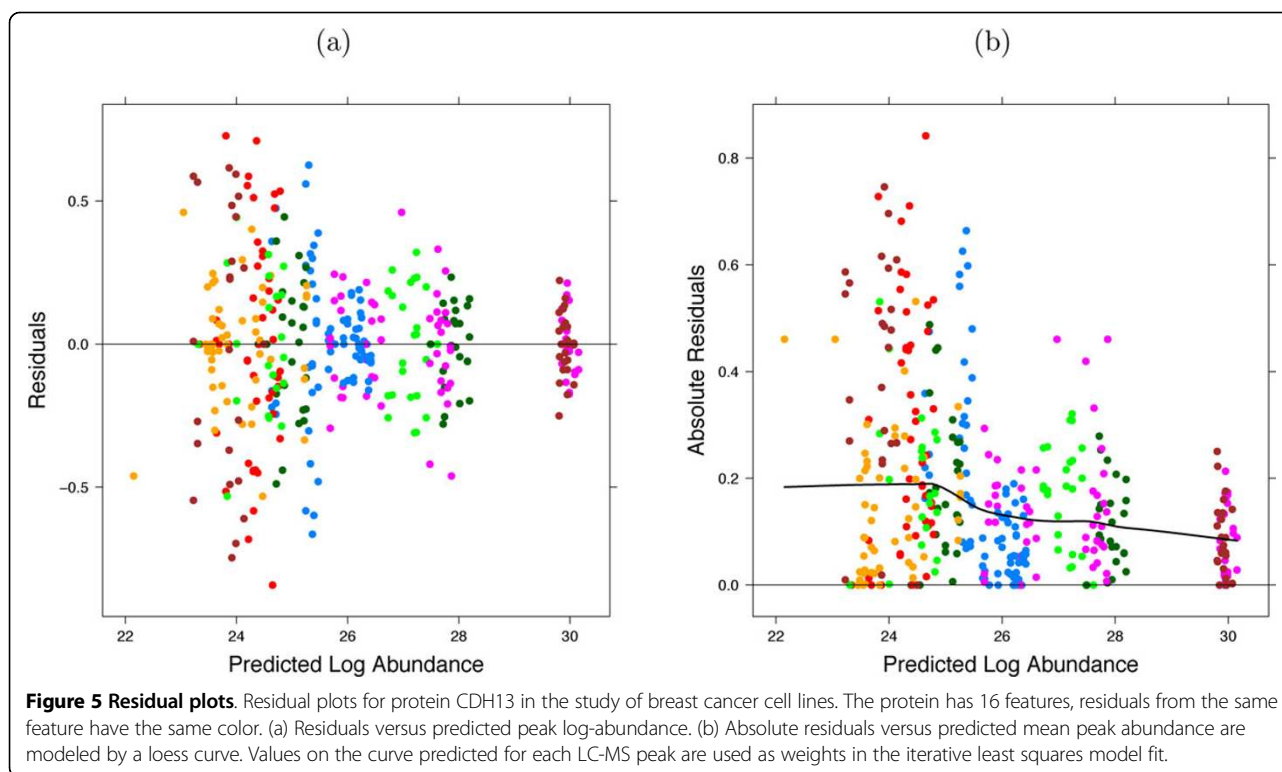 (a)
(b)
0.5
0.0
−0.5
Residuals
22 24 26 28 30
Predicted Log Abundance
0.8
0.6
0.4
0.2
0.0
Absolute Residuals
22 24 26 28 30
Predicted Log Abundance
Figure 5 Residual plots. Residual plots for protein CDH13 in the study of breast cancer cell lines. The protein has 16 features, residuals from the same
feature have the same color. (a) Residuals versus predicted peak log-abundance. (b) Absolute residuals versus predicted mean peak abundance are
modeled by a loess curve. Values on the curve predicted for each LC-MS peak are used as weights in the iterative least squares model fit.